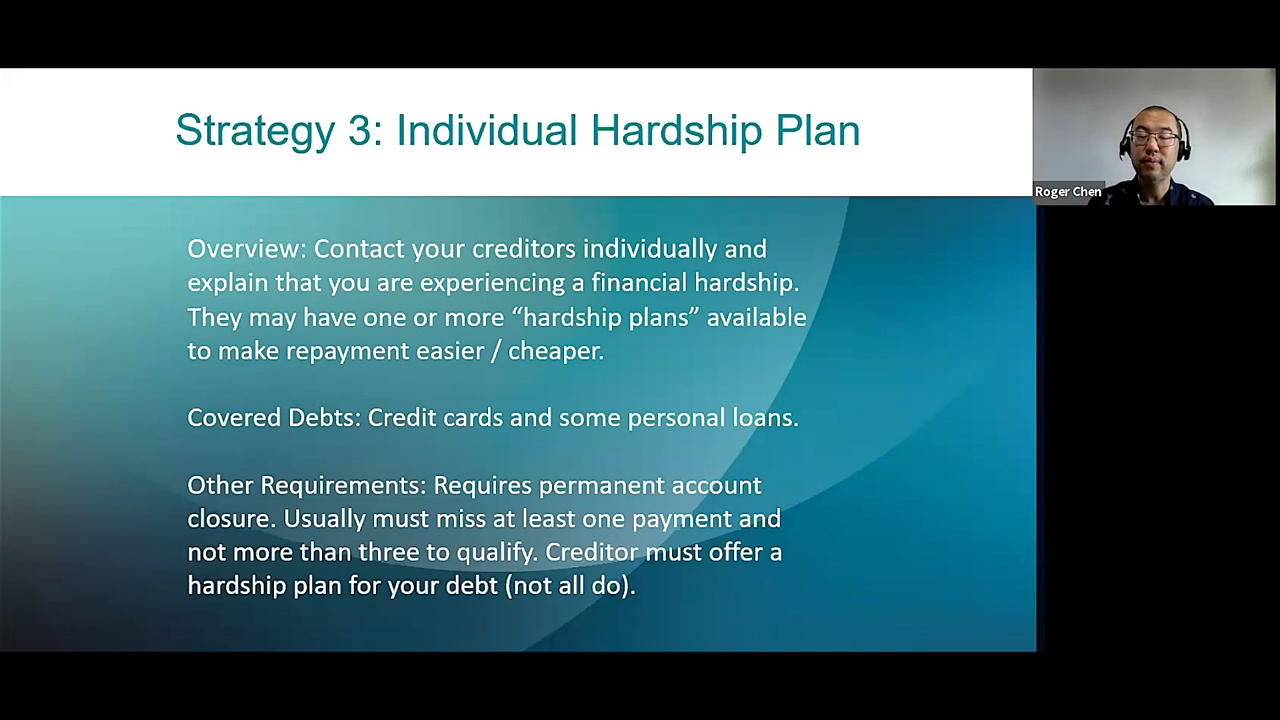 Strategy 3: Individual Hardship Plan
Roger Chen
Overview: Contact your creditors individually and
explain that you are experiencing a financial hardship.
They may have one or more “hardship plans” available
to make repayment easier / cheaper.
Covered Debts: Credit cards and some personal loans.
Other Requirements: Requires permanent account
closure. Usually must miss at least one payment and
not more than three to qualify. Creditor must offer a
hardship plan for your debt (not all do).